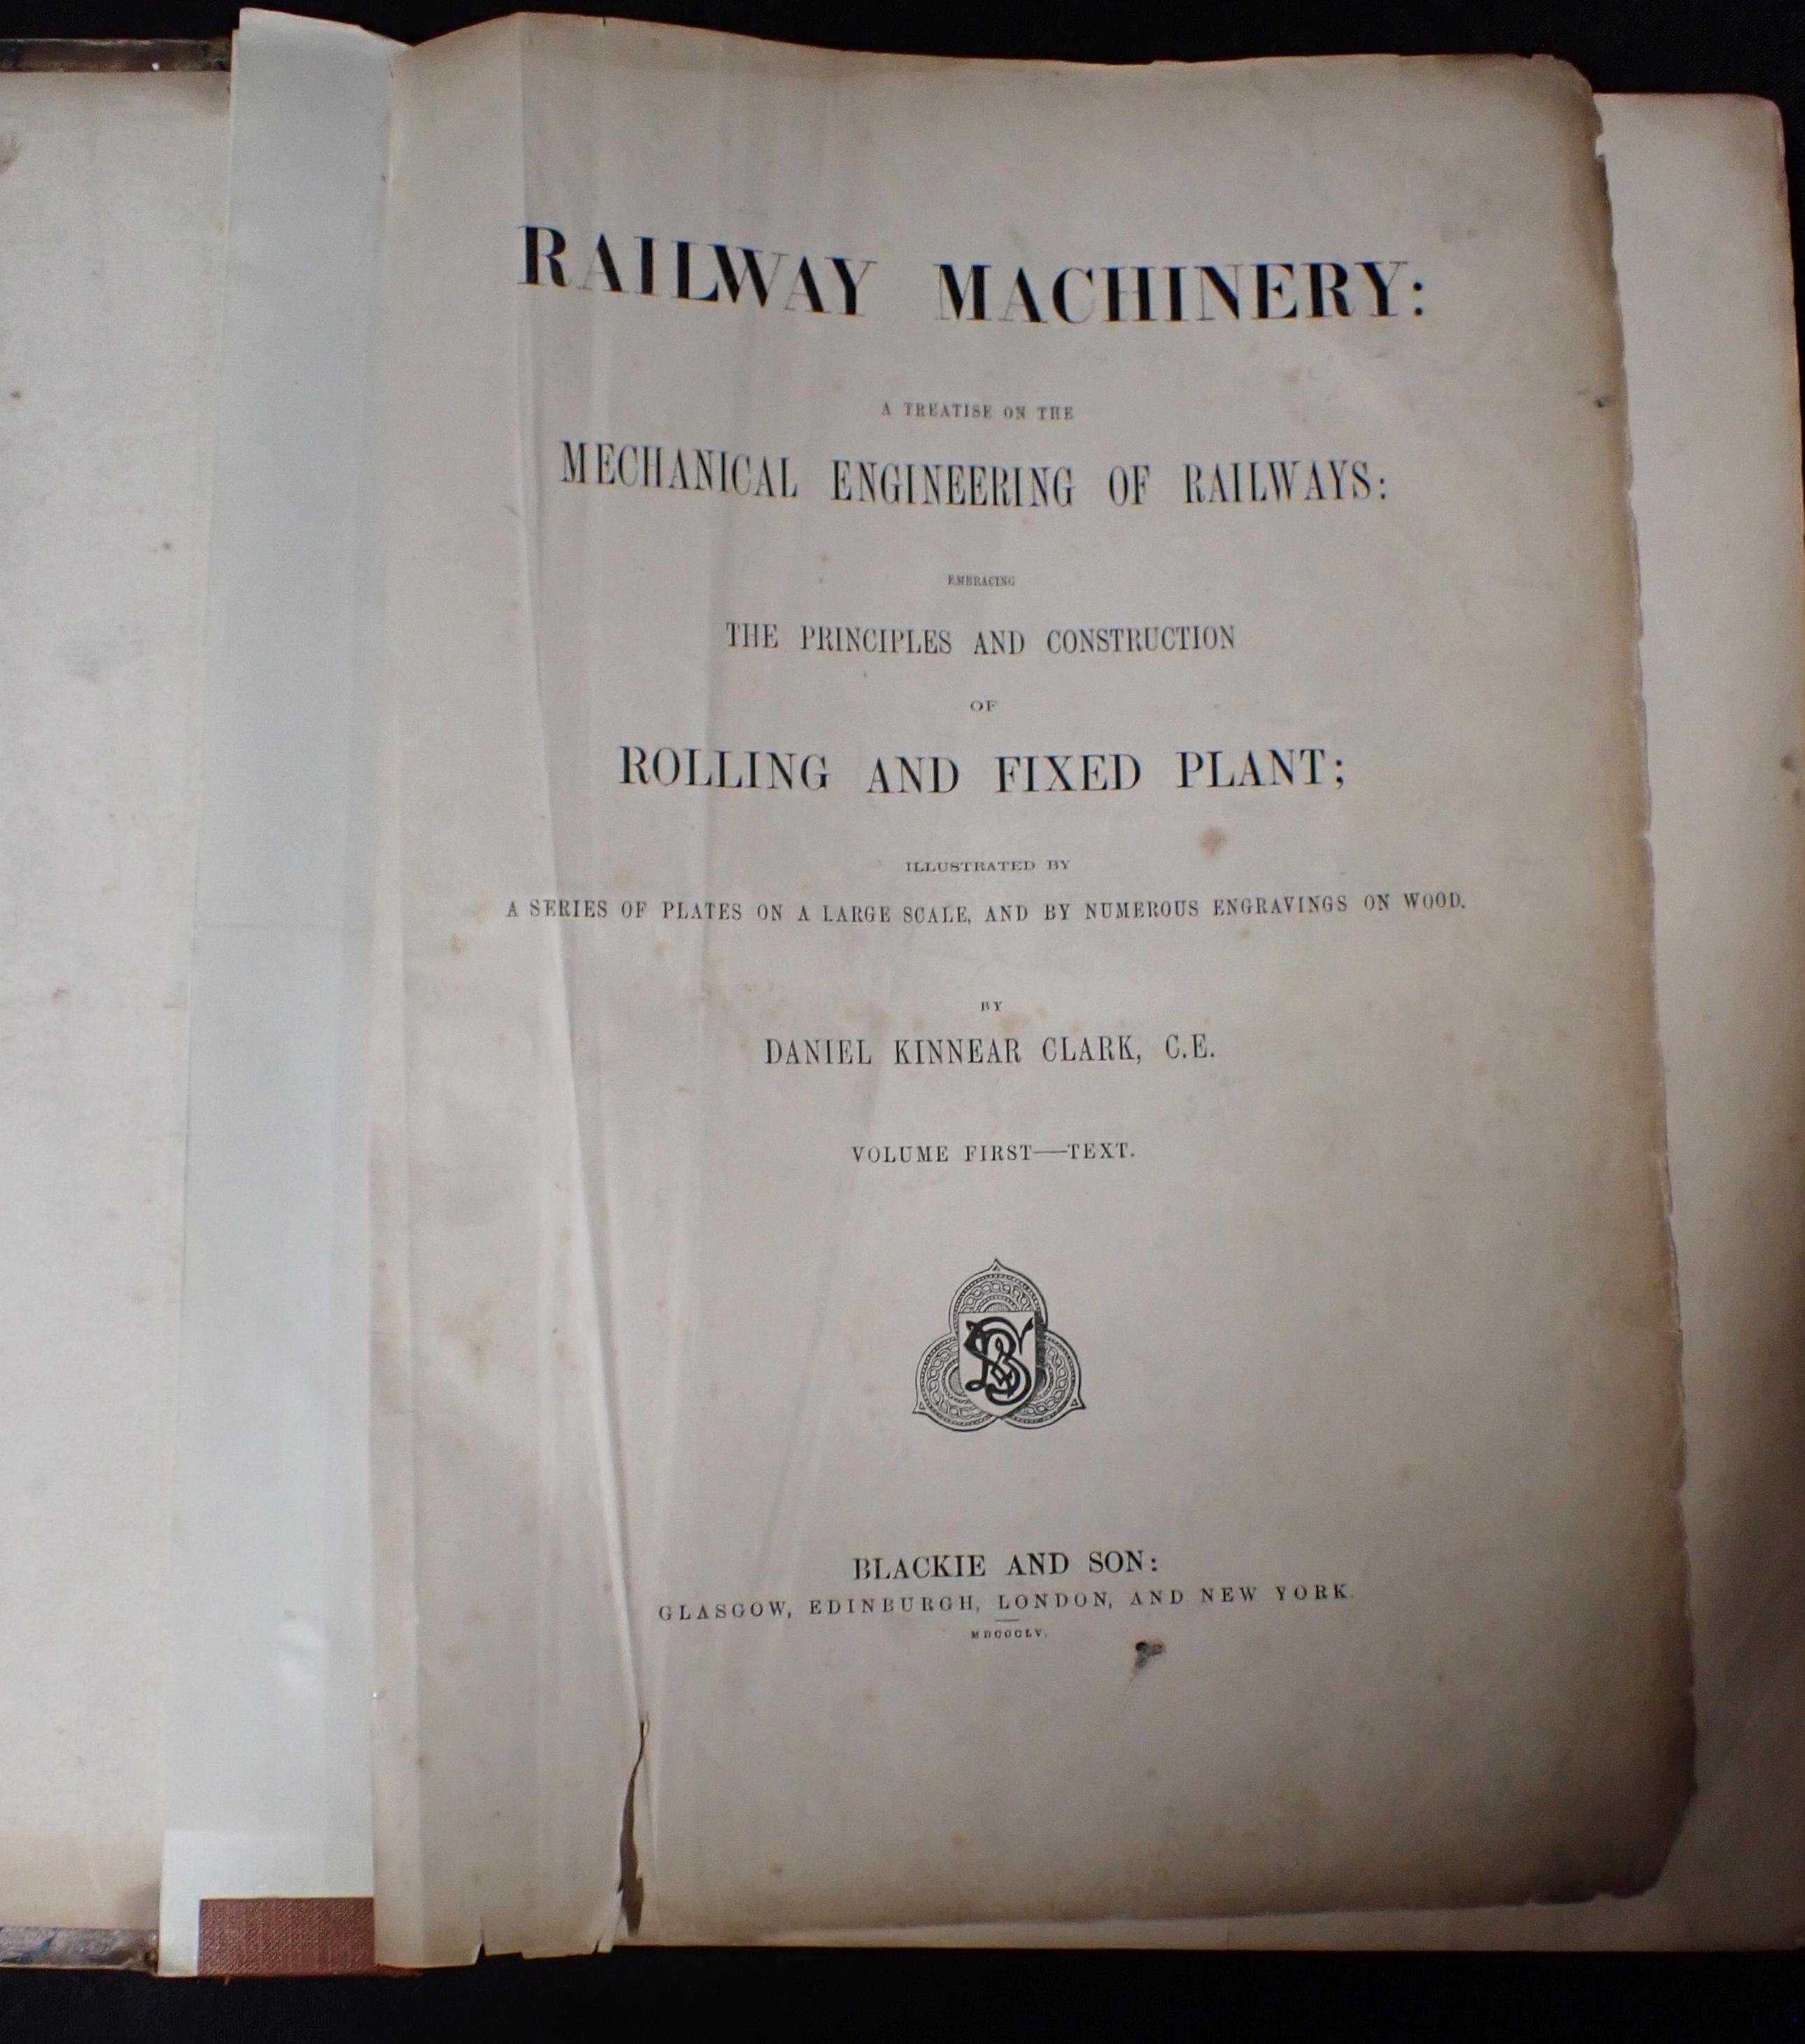 RAILWAY MACHINERY:
A TREATISE ON THE
MECHANICAL ENGINEERING OF RAILWAYS:
EMBRACING
THE PRINCIPLES AND CONSTRUCTION
OF
ROLLING AND FIXED PLANT;
ILLUSTRATED BY
A SERIES OF PLATES ON A LARGE SCALE, AND BY NUMEROUS ENGRAVINGS ON WOOD.
BY
DANIEL KINNEAR CLARK, C.E.
VOLUME FIRST—TEXT.
BS
BLACKIE AND SON:
GLASGOW, EDINBURGH, LONDON, AND NEW YORK.
MDCCCLV.